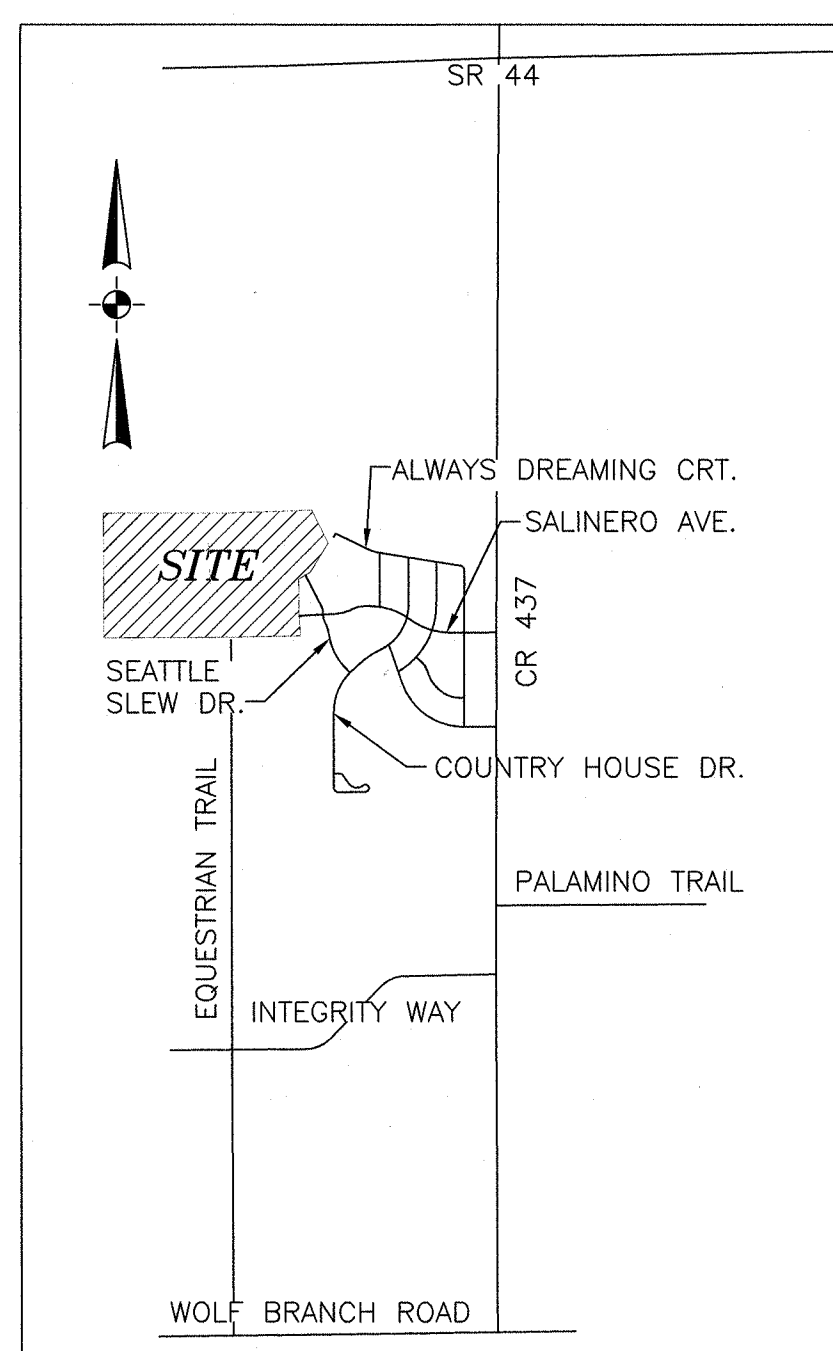 SR 44
ALWAYS DREAMING CRT.
SALINERO AVE.
SITE
CR 437
SEATTLE
SLEW DR.
COUNTRY HOUSE DR.
EQUESTRIAN TRAIL
PALAMINO TRAIL
INTEGRITY WAY
WOLF BRANCH ROAD